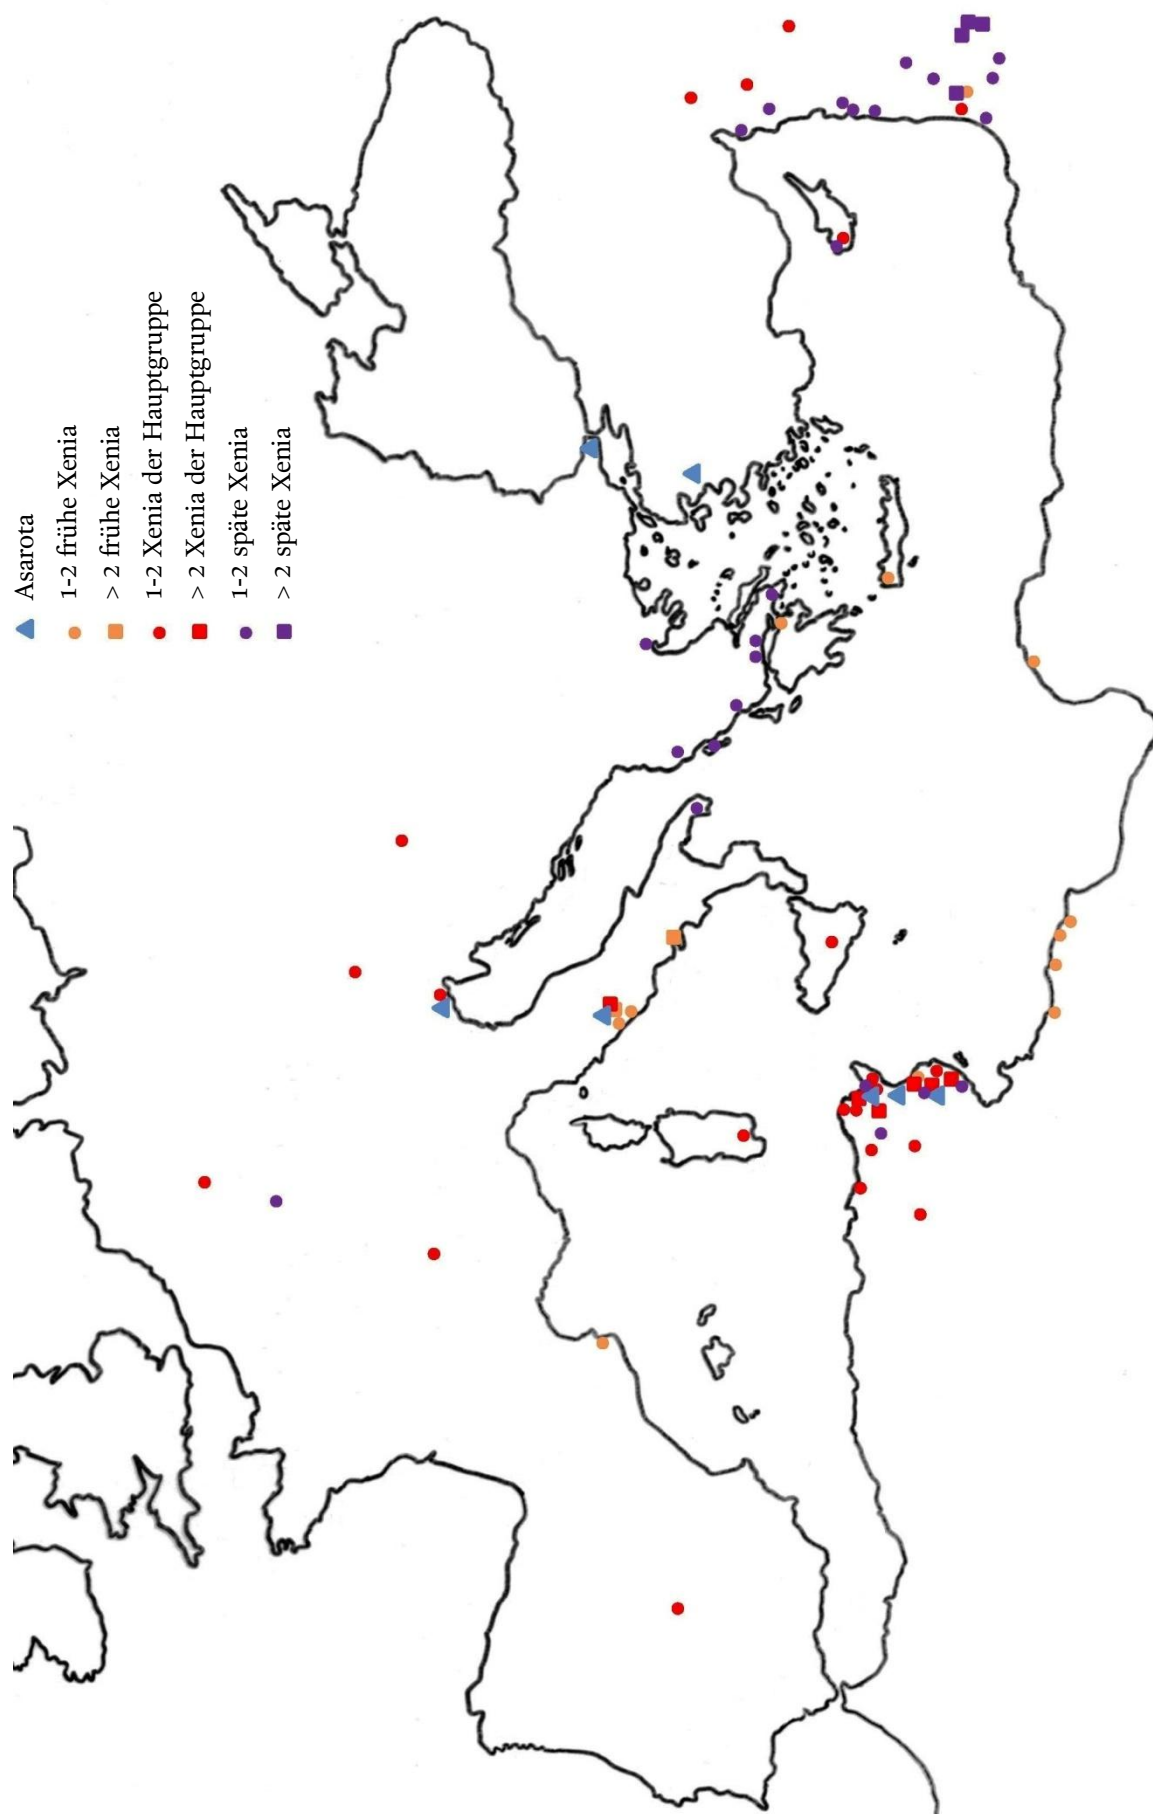 Asarota
1-2 frühe Xenia
> 2 frühe Xenia
1-2 Xenia der Hauptgruppe
> 2 Xenia der Hauptgruppe
1-2 späte Xenia
> 2 späte Xenia